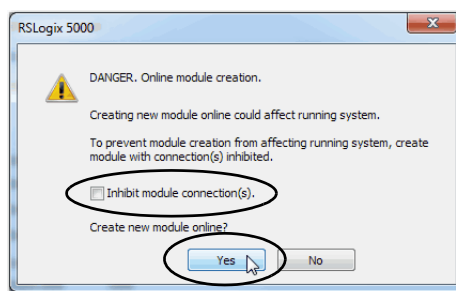 RSLogix 5000
DANGER. Online module creation.
Creating new module online could affect running system.
To prevent module creation from affecting running system, create
module with connection(s) inhibited.
Inhibit module connection(s).
Create new module online?
Yes No